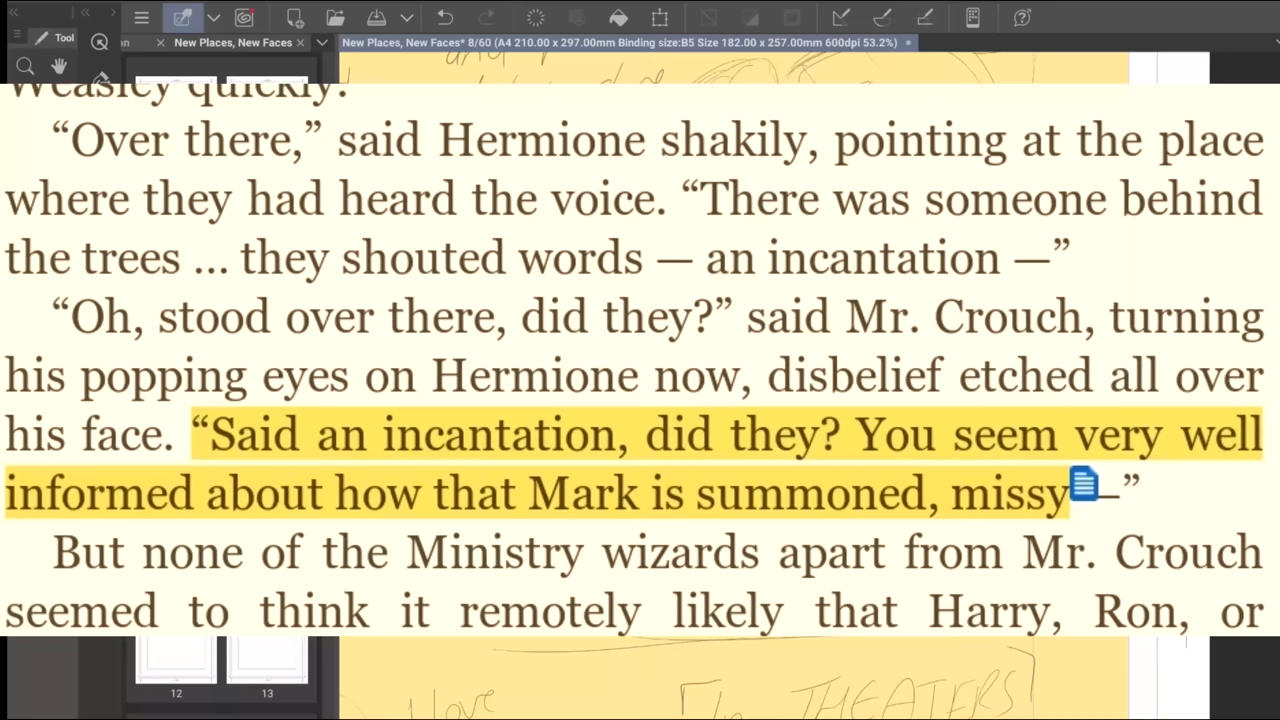 Tool
New Places, New Faces
New Places, New Faces* 8/60 (A4 210.00 x 297.00mm Binding size:B5 Size 182.00 x 257.00mm 600dpi 53.2%)
and
Weasley quickly.
“Over there,” said Hermione shakily, pointing at the place
where they had heard the voice. “There was someone behind
the trees ... they shouted words — an incantation —”
“Oh, stood over there, did they?” said Mr. Crouch, turning
his popping eyes on Hermione now, disbelief etched all over
his face. “Said an incantation, did they? You seem very well
informed about how that Mark is summoned, missy —”
But none of the Ministry wizards apart from Mr. Crouch
seemed to think it remotely likely that Harry, Ron, or
12 13
love
THEATERS